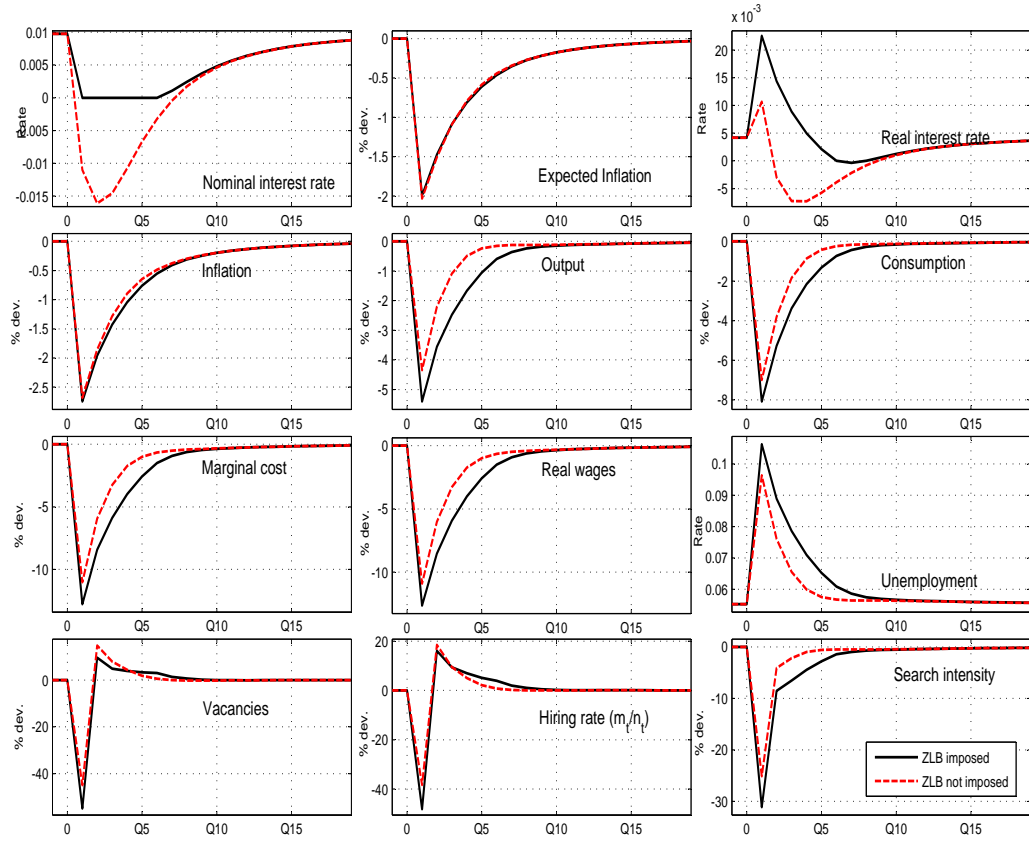 x 10^-3
0.01
0.005
0
-0.005
-0.01
-0.015
Rate
Nominal interest rate
0 Q5 Q10 Q15
0
-0.5
-1
-1.5
-2
% dev.
Expected Inflation
0 Q5 Q10 Q15
20
15
10
5
0
-5
Rate
Real interest rate
0 Q5 Q10 Q15
0
-0.5
-1
-1.5
-2
-2.5
% dev.
Inflation
0 Q5 Q10 Q15
0
-1
-2
-3
-4
-5
% dev.
Output
0 Q5 Q10 Q15
0
-2
-4
-6
-8
% dev.
Consumption
0 Q5 Q10 Q15
0
-5
-10
% dev.
Marginal cost
0 Q5 Q10 Q15
0
-5
-10
% dev.
Real wages
0 Q5 Q10 Q15
0.1
0.09
0.08
0.07
0.06
Rate
Unemployment
0 Q5 Q10 Q15
0
-20
-40
% dev.
Vacancies
0 Q5 Q10 Q15
20
0
-20
-40
% dev.
Hiring rate (m_t/n_t)
0 Q5 Q10 Q15
0
-10
-20
-30
% dev.
Search intensity
ZLB imposed
ZLB not imposed
0 Q5 Q10 Q15